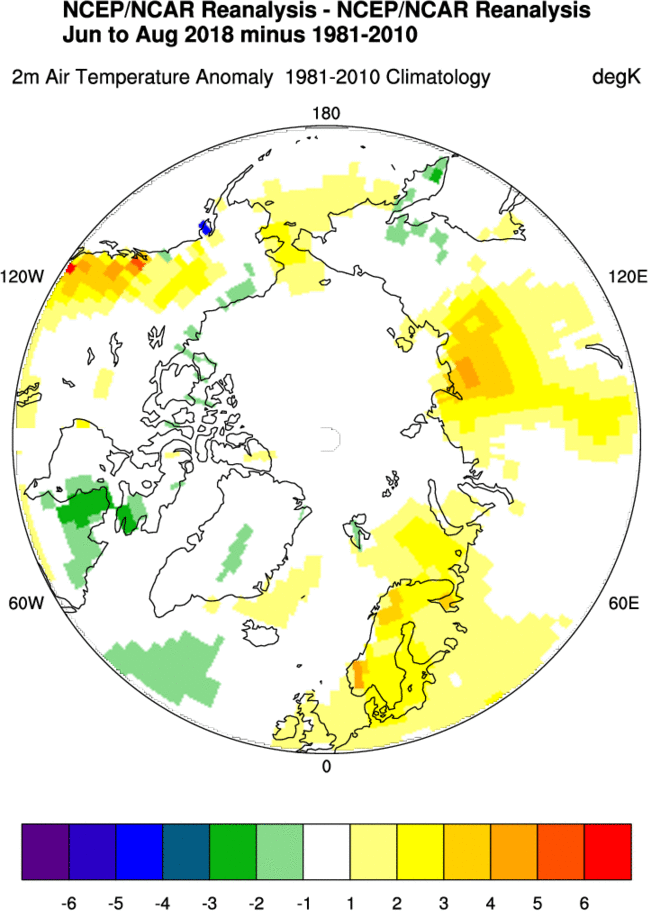 NCEP/NCAR Reanalysis - NCEP/NCAR Reanalysis
Jun to Aug 2018 minus 1981-2010
2m Air Temperature Anomaly 1981-2010 Climatology degK
180
120W 120E
60W 60E
0
-6 -5 -4 -3 -2 -1 1 2 3 4 5 6